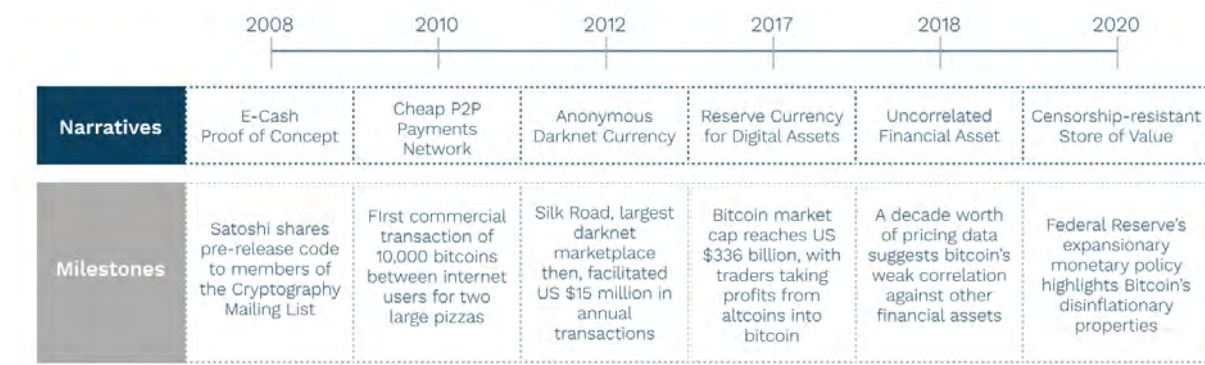 2008
2010
2012
2017
2018
2020
Narratives
E-Cash
Proof of Concept
Cheap P2P
Payments
Network
Anonymous
Darknet Currency
Reserve Currency
for Digital Assets
Uncorrelated
Financial Asset
Censorship-resistant
Store of Value
Milestones
Satoshi shares
pre-release code
to members of
the Cryptography
Mailing List
FIrst commercial
transaction of
10,000 bitcoins
between internet
users for two
large pizzas
Silk Road, largest
darknet
marketplace
then, facilitated
US $15 million in
annual
transactions
Bitcoin market
cap reaches US
$336 billion, with
traders taking
profits from
altcoins into
bitcoin
A decade worth
of pricing data
suggests bitcoin’s
weak correlation
against other
financial assets
Federal Reserve’s
expansionary
monetary policy
highlights Bitcoin’s
disinflationary
properties